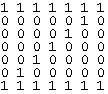 1 1 1 1 1 1 1
0 0 0 0 0 1 0
0 0 0 0 1 0 0
0 0 0 1 0 0 0
0 0 1 0 0 0 0
0 1 0 0 0 0 0
1 1 1 1 1 1 1